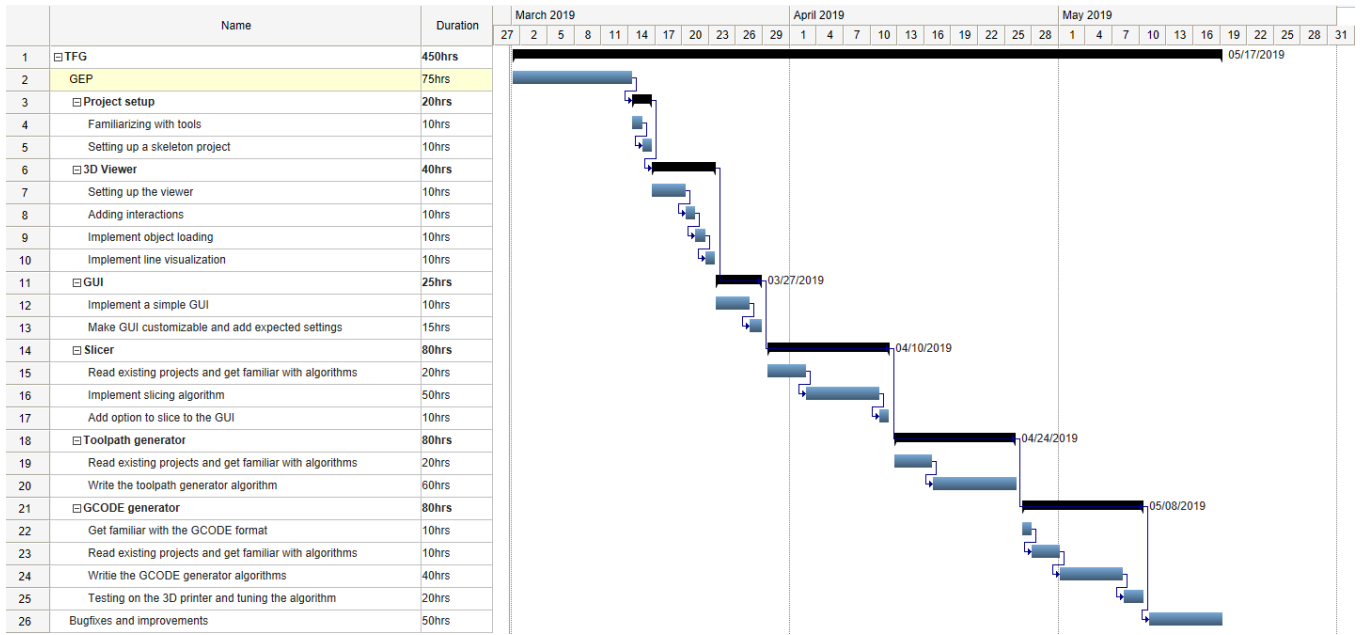 Name Duration March 2019 April 2019 May 2019
27 2 5 8 11 14 17 20 23 26 29 1 4 7 10 13 16 19 22 25 28 1 4 7 10 13 16 19 22 25 28 31
1 TFG 450hrs 05/17/2019
2 GEP 75hrs
3 Project setup 20hrs
4 Familiarizing with tools 10hrs
5 Setting up a skeleton project 10hrs
6 3D Viewer 40hrs
7 Setting up the viewer 10hrs
8 Adding interactions 10hrs
9 Implement object loading 10hrs
10 Implement line visualization 10hrs
11 GUI 25hrs 03/27/2019
12 Implement a simple GUI 10hrs
13 Make GUI customizable and add expected settings 15hrs
14 Slicer 80hrs 04/10/2019
15 Read existing projects and get familiar with algorithms 20hrs
16 Implement slicing algorithm 50hrs
17 Add option to slice to the GUI 10hrs
18 Toolpath generator 80hrs 04/24/2019
19 Read existing projects and get familiar with algorithms 20hrs
20 Write the toolpath generator algorithm 60hrs
21 GCODE generator 80hrs 05/08/2019
22 Get familiar with the GCODE format 10hrs
23 Read existing projects and get familiar with algorithms 10hrs
24 Writie the GCODE generator algorithms 40hrs
25 Testing on the 3D printer and tuning the algorithm 20hrs
26 Bugfixes and improvements 50hrs